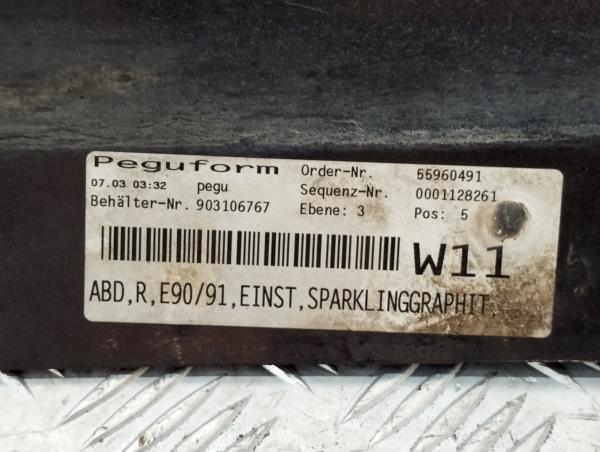 Peguform Order-Nr. 55960491
07.03 03:32 pegu Sequenz-Nr. 0001128261
Behälter-Nr. 903106767 Ebene: 3 Pos: 5
W11
ABD,R,E90/91,EINST,SPARKLINGGRAPHIT,